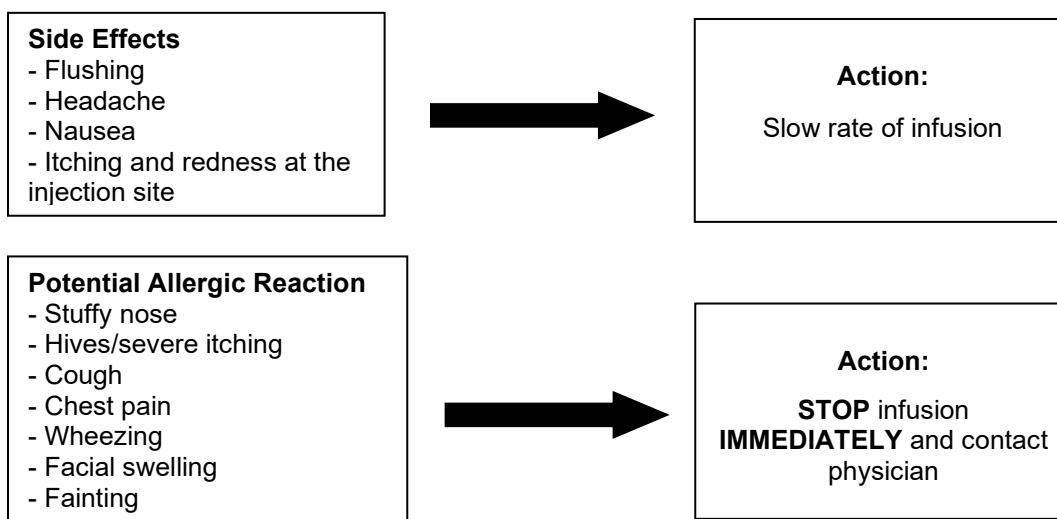 Side Effects
- Flushing
- Headache
- Nausea
- Itching and redness at the
injection site
Action:
Slow rate of infusion
Potential Allergic Reaction
- Stuffy nose
- Hives/severe itching
- Cough
- Chest pain
- Wheezing
- Facial swelling
- Fainting
Action:
STOP infusion
IMMEDIATELY and contact
physician